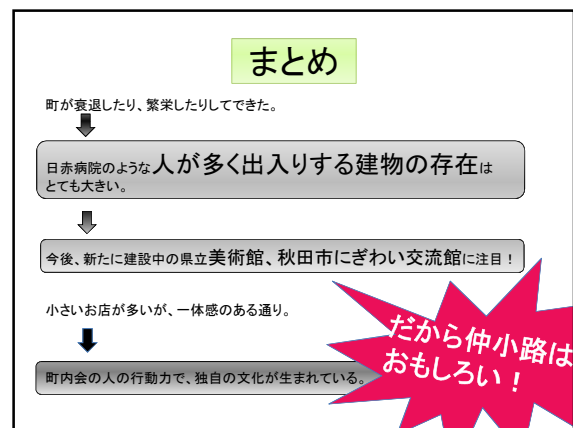 まとめ
町が衰退したり、繁栄したりしてできた。
日赤病院のような人が多く出入りする建物の存在は
とても大きい。
今後、新たに建設中の県立美術館、秋田市にぎわい交流館に注目！
小さいお店が多いが、一体感のある通り。
町内会の人の行動力で、独自の文化が生まれている。
だから仲小路は
おもしろい！